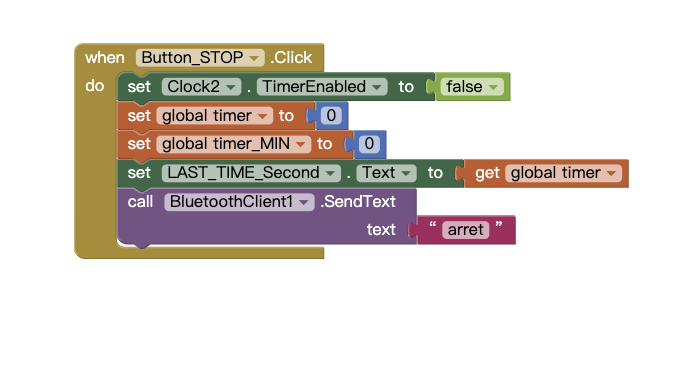 when Button_STOP .Click
do set Clock2 . TimerEnabled to false
set global timer to 0
set global timer_MIN to 0
set LAST_TIME_Second . Text to get global timer
call BluetoothClient1 .SendText
text “ arret ”